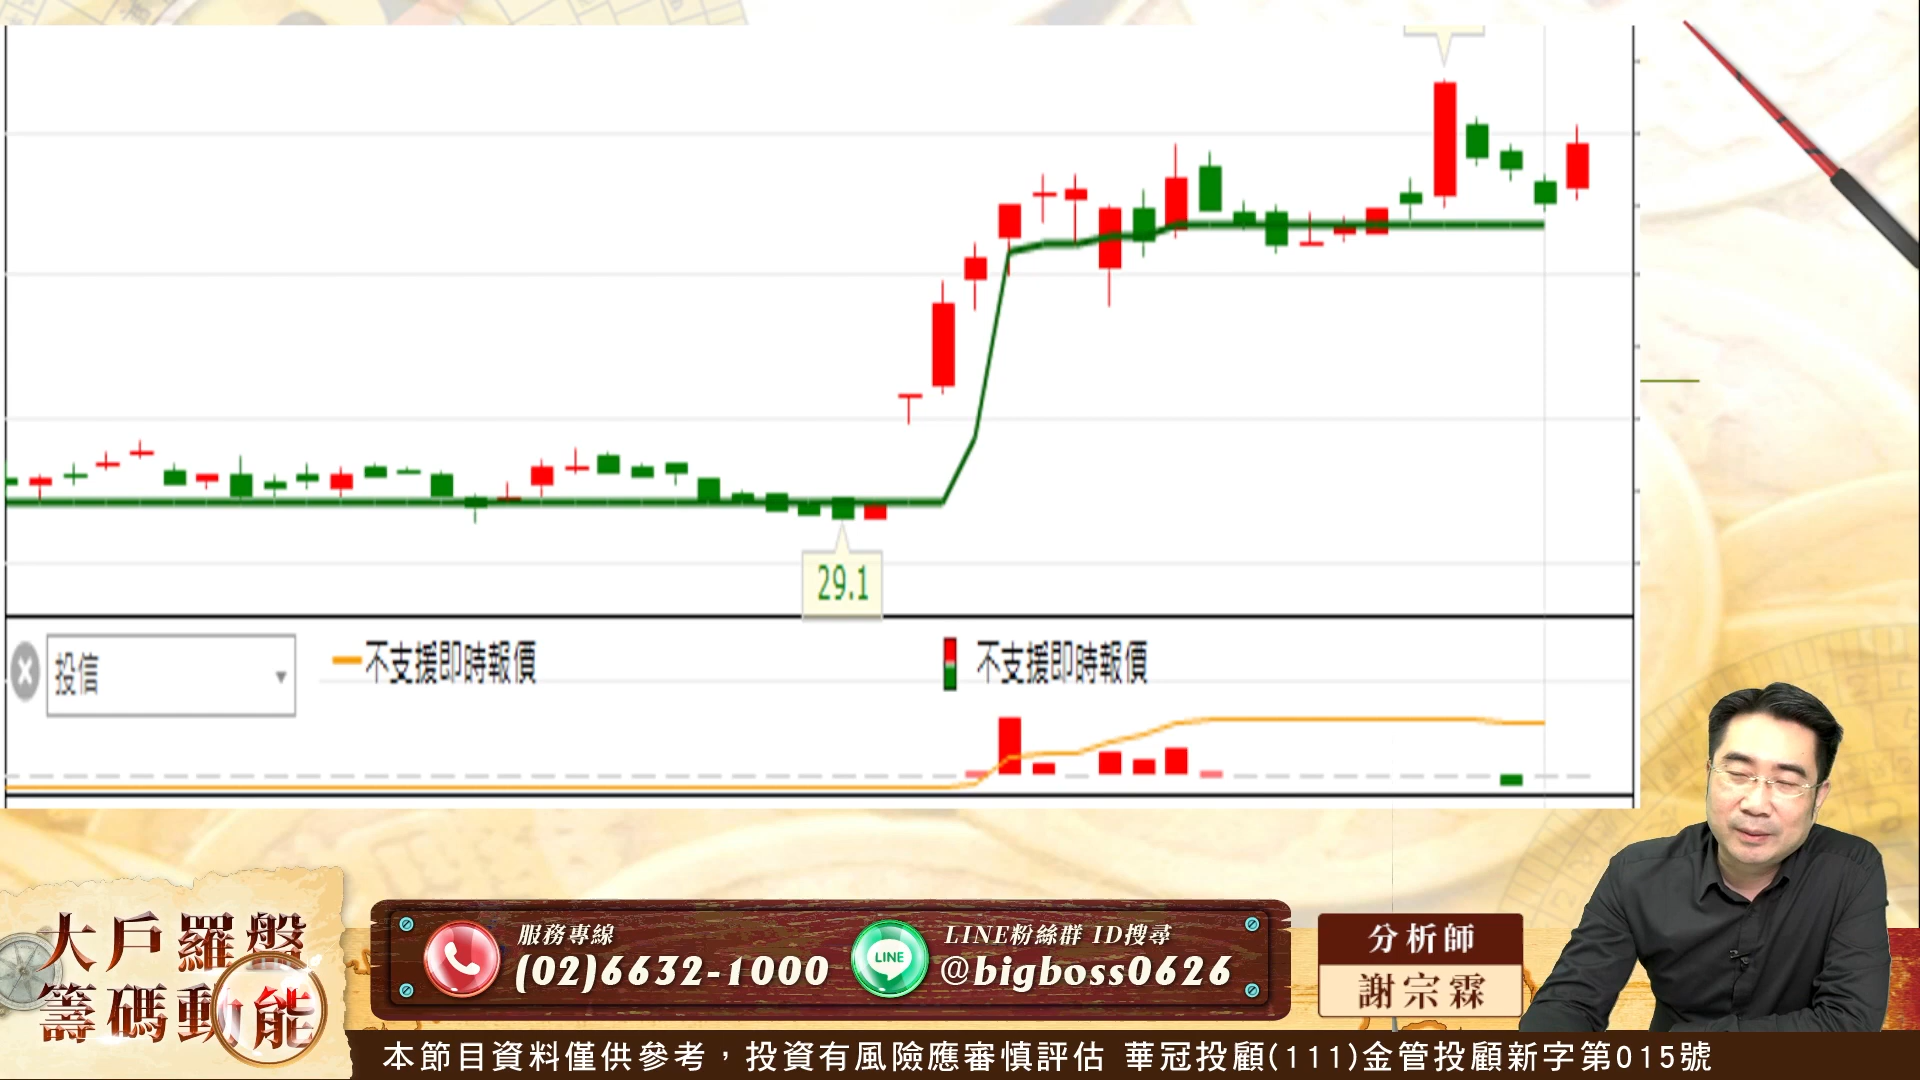 29.1
投信
不支援即時報價
不支援即時報價
大戶羅盤
籌碼動能
服務專線
(02)6632-1000
LINE
LINE粉絲群 ID搜尋
@bigboss0626
分析師
謝宗霖
本節目資料僅供參考，投資有風險應審慎評估 華冠投顧(111)金管投顧新字第015號